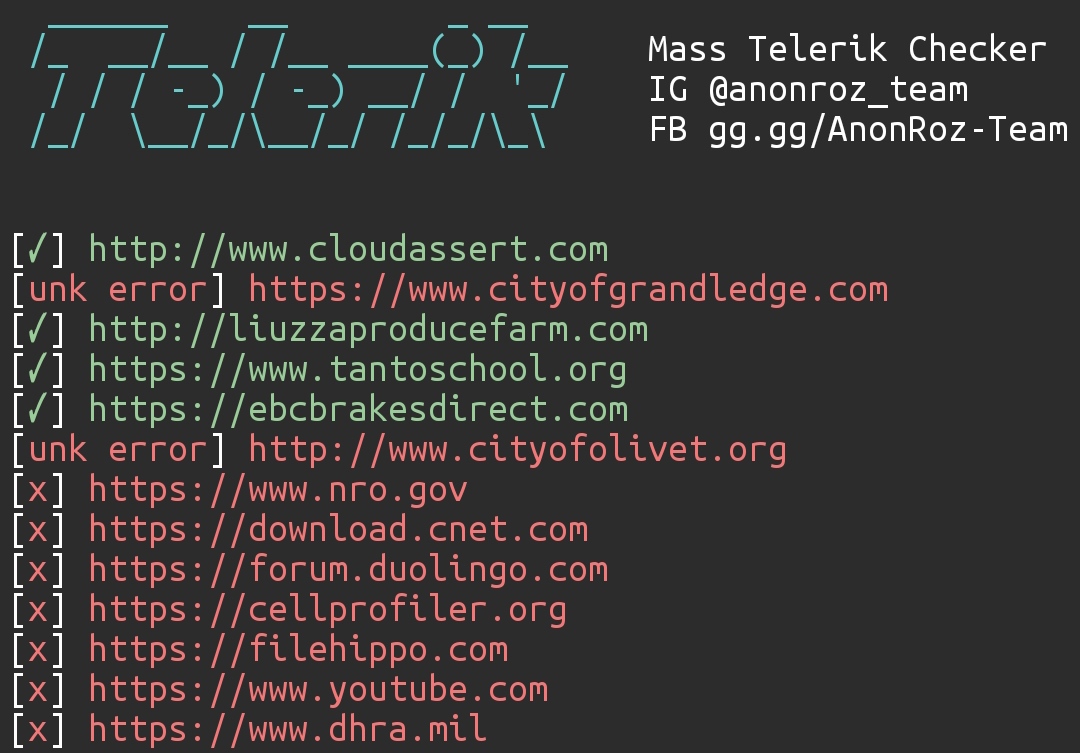 Telerik
Mass Telerik Checker
IG @anonroz_team
FB gg.gg/AnonRoz-Team
[✓] http://www.cloudassert.com
[unk error] https://www.cityofgrandledge.com
[✓] http://liuzzaproducefarm.com
[✓] https://www.tantoschool.org
[✓] https://ebcbrakesdirect.com
[unk error] http://www.cityofolivet.org
[x] https://www.nro.gov
[x] https://download.cnet.com
[x] https://forum.duolingo.com
[x] https://cellprofiler.org
[x] https://filehippo.com
[x] https://www.youtube.com
[x] https://www.dhra.mil